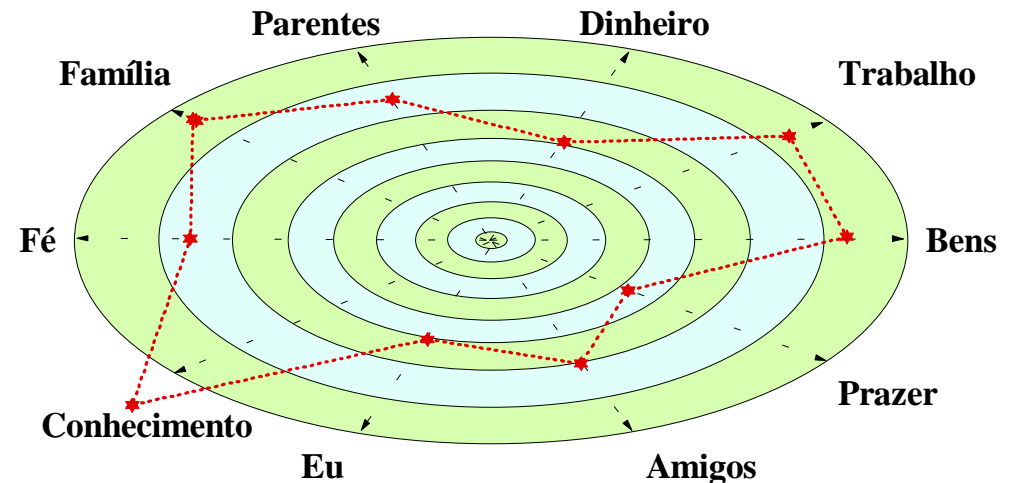 Parentes
Dinheiro
Família
Trabalho
Fé
Bens
Prazer
Conhecimento
Eu
Amigos